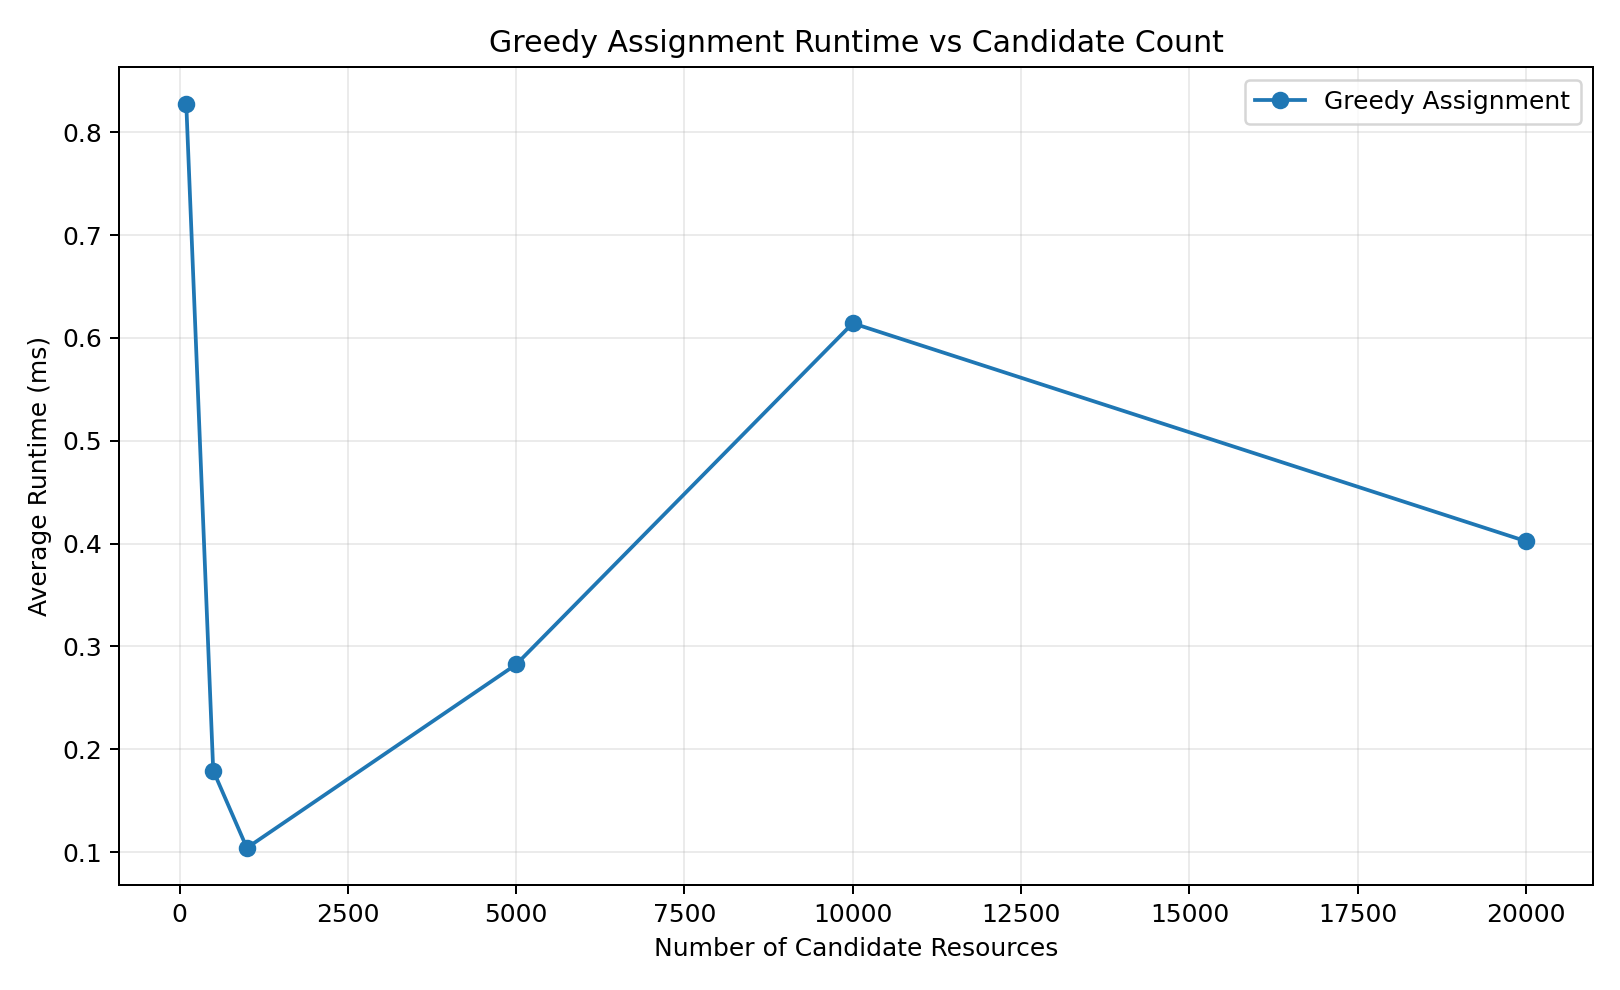 Greedy Assignment Runtime vs Candidate Count
Greedy Assignment
0.8
0.7
0.6
0.5
0.4
0.3
0.2
0.1
Average Runtime (ms)
0 2500 5000 7500 10000 12500 15000 17500 20000
Number of Candidate Resources